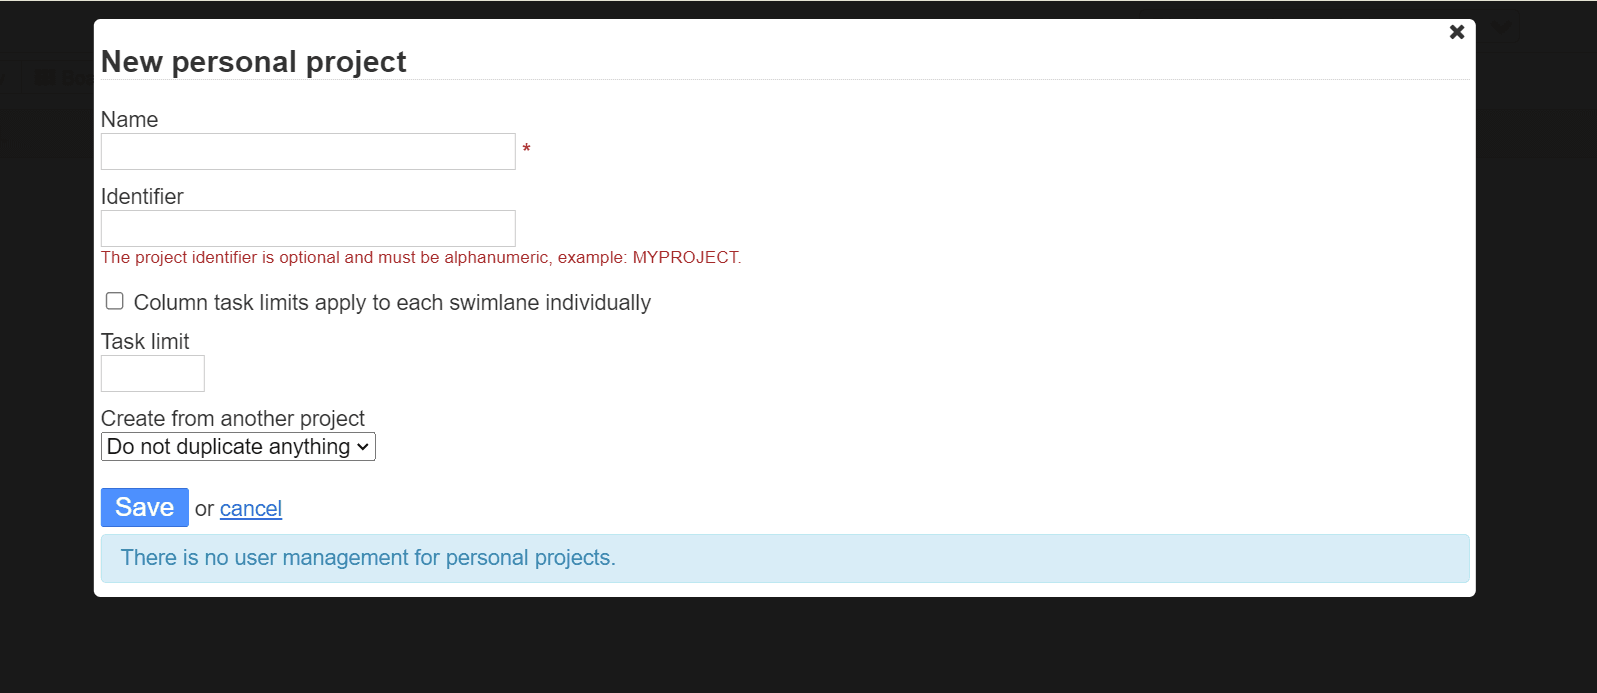 New personal project
Name
*
Identifier
The project identifier is optional and must be alphanumeric, example: MYPROJECT.
Column task limits apply to each swimlane individually
Task limit
Create from another project
Do not duplicate anything
Save or cancel
There is no user management for personal projects.